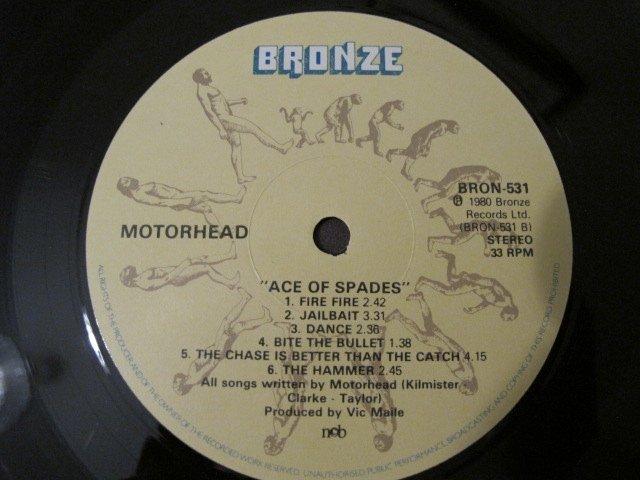 BRONZE
BRON-531
℗ 1980 Bronze
Records Ltd.
(BRON-531 B)
STEREO
33 RPM
MOTORHEAD
"ACE OF SPADES"
1. FIRE FIRE 2.42
2. JAILBAIT 3.31
3. DANCE 2.36
4. BITE THE BULLET 1.38
5. THE CHASE IS BETTER THAN THE CATCH 4.15
6. THE HAMMER 2.45
All songs written by Motorhead (Kilmister -
Clarke - Taylor)
Produced by Vic Maile
ncb
ALL RIGHTS OF THE PRODUCER AND OF THE OWNER OF THE RECORDED WORK RESERVED. UNAUTHORISED PUBLIC PERFORMANCE, BROADCASTING AND COPYING OF THIS RECORD PROHIBITED